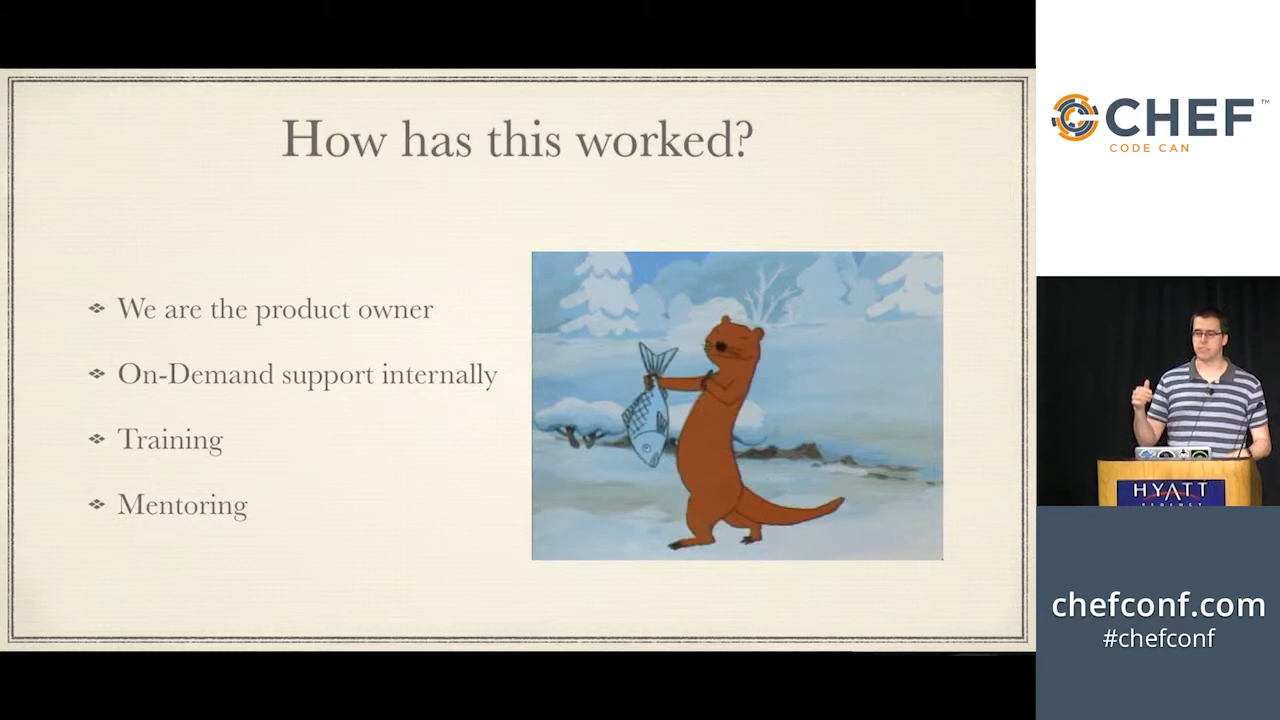 How has this worked?
We are the product owner
On-Demand support internally
Training
Mentoring
CHEF™
CODE CAN
HYATT
chefconf.com
#chefconf